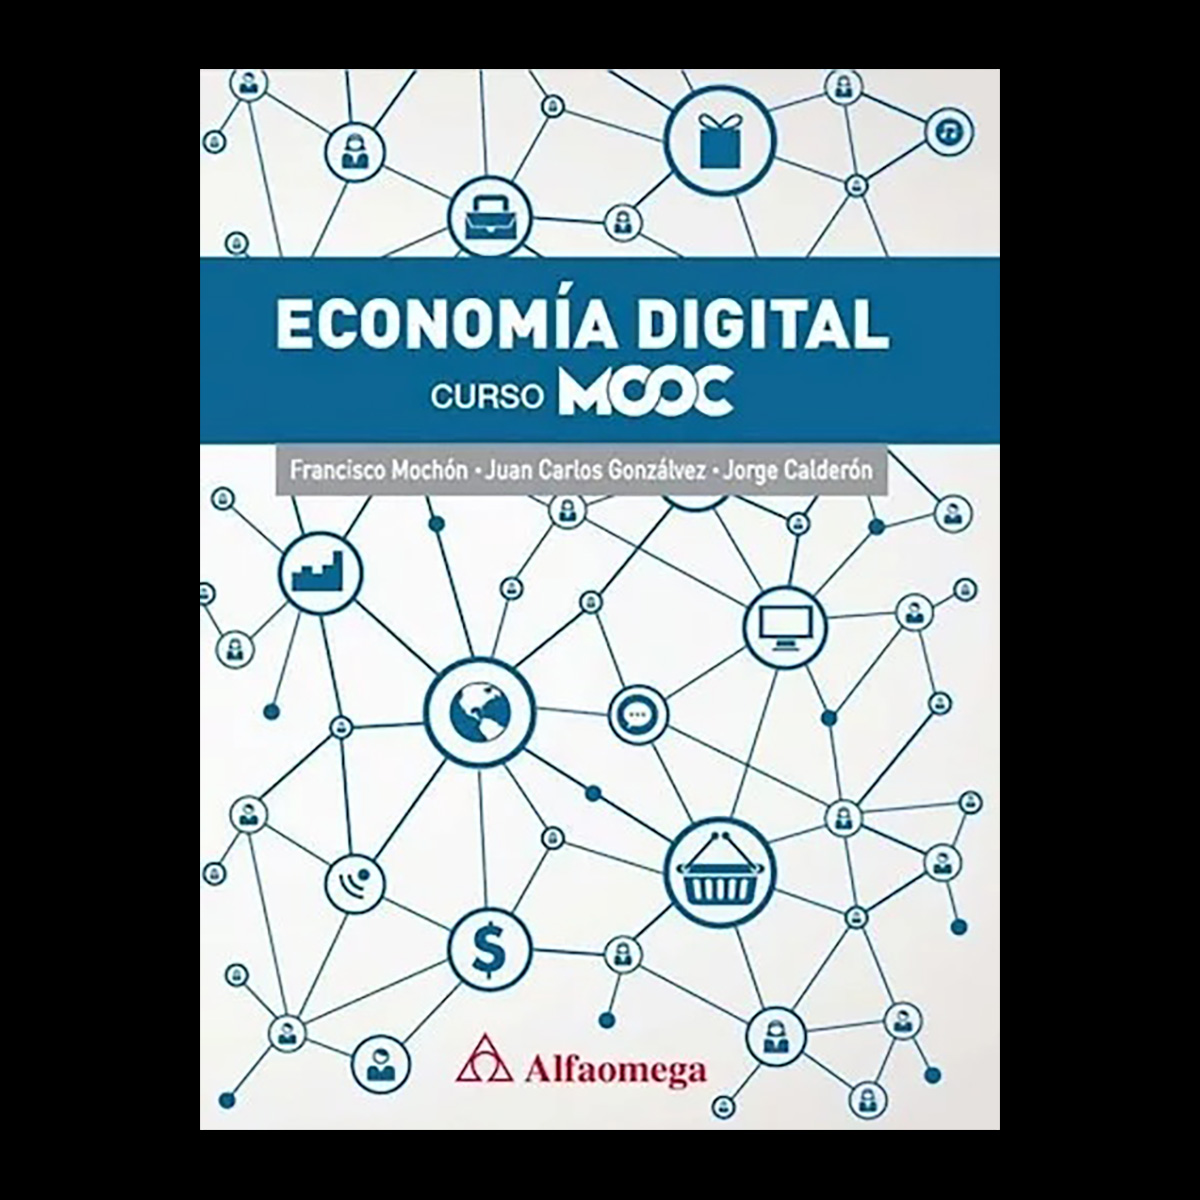 ECONOMÍA DIGITAL
CURSO MOOC
Francisco Mochón · Juan Carlos Gonzálvez · Jorge Calderón
$
Alfaomega